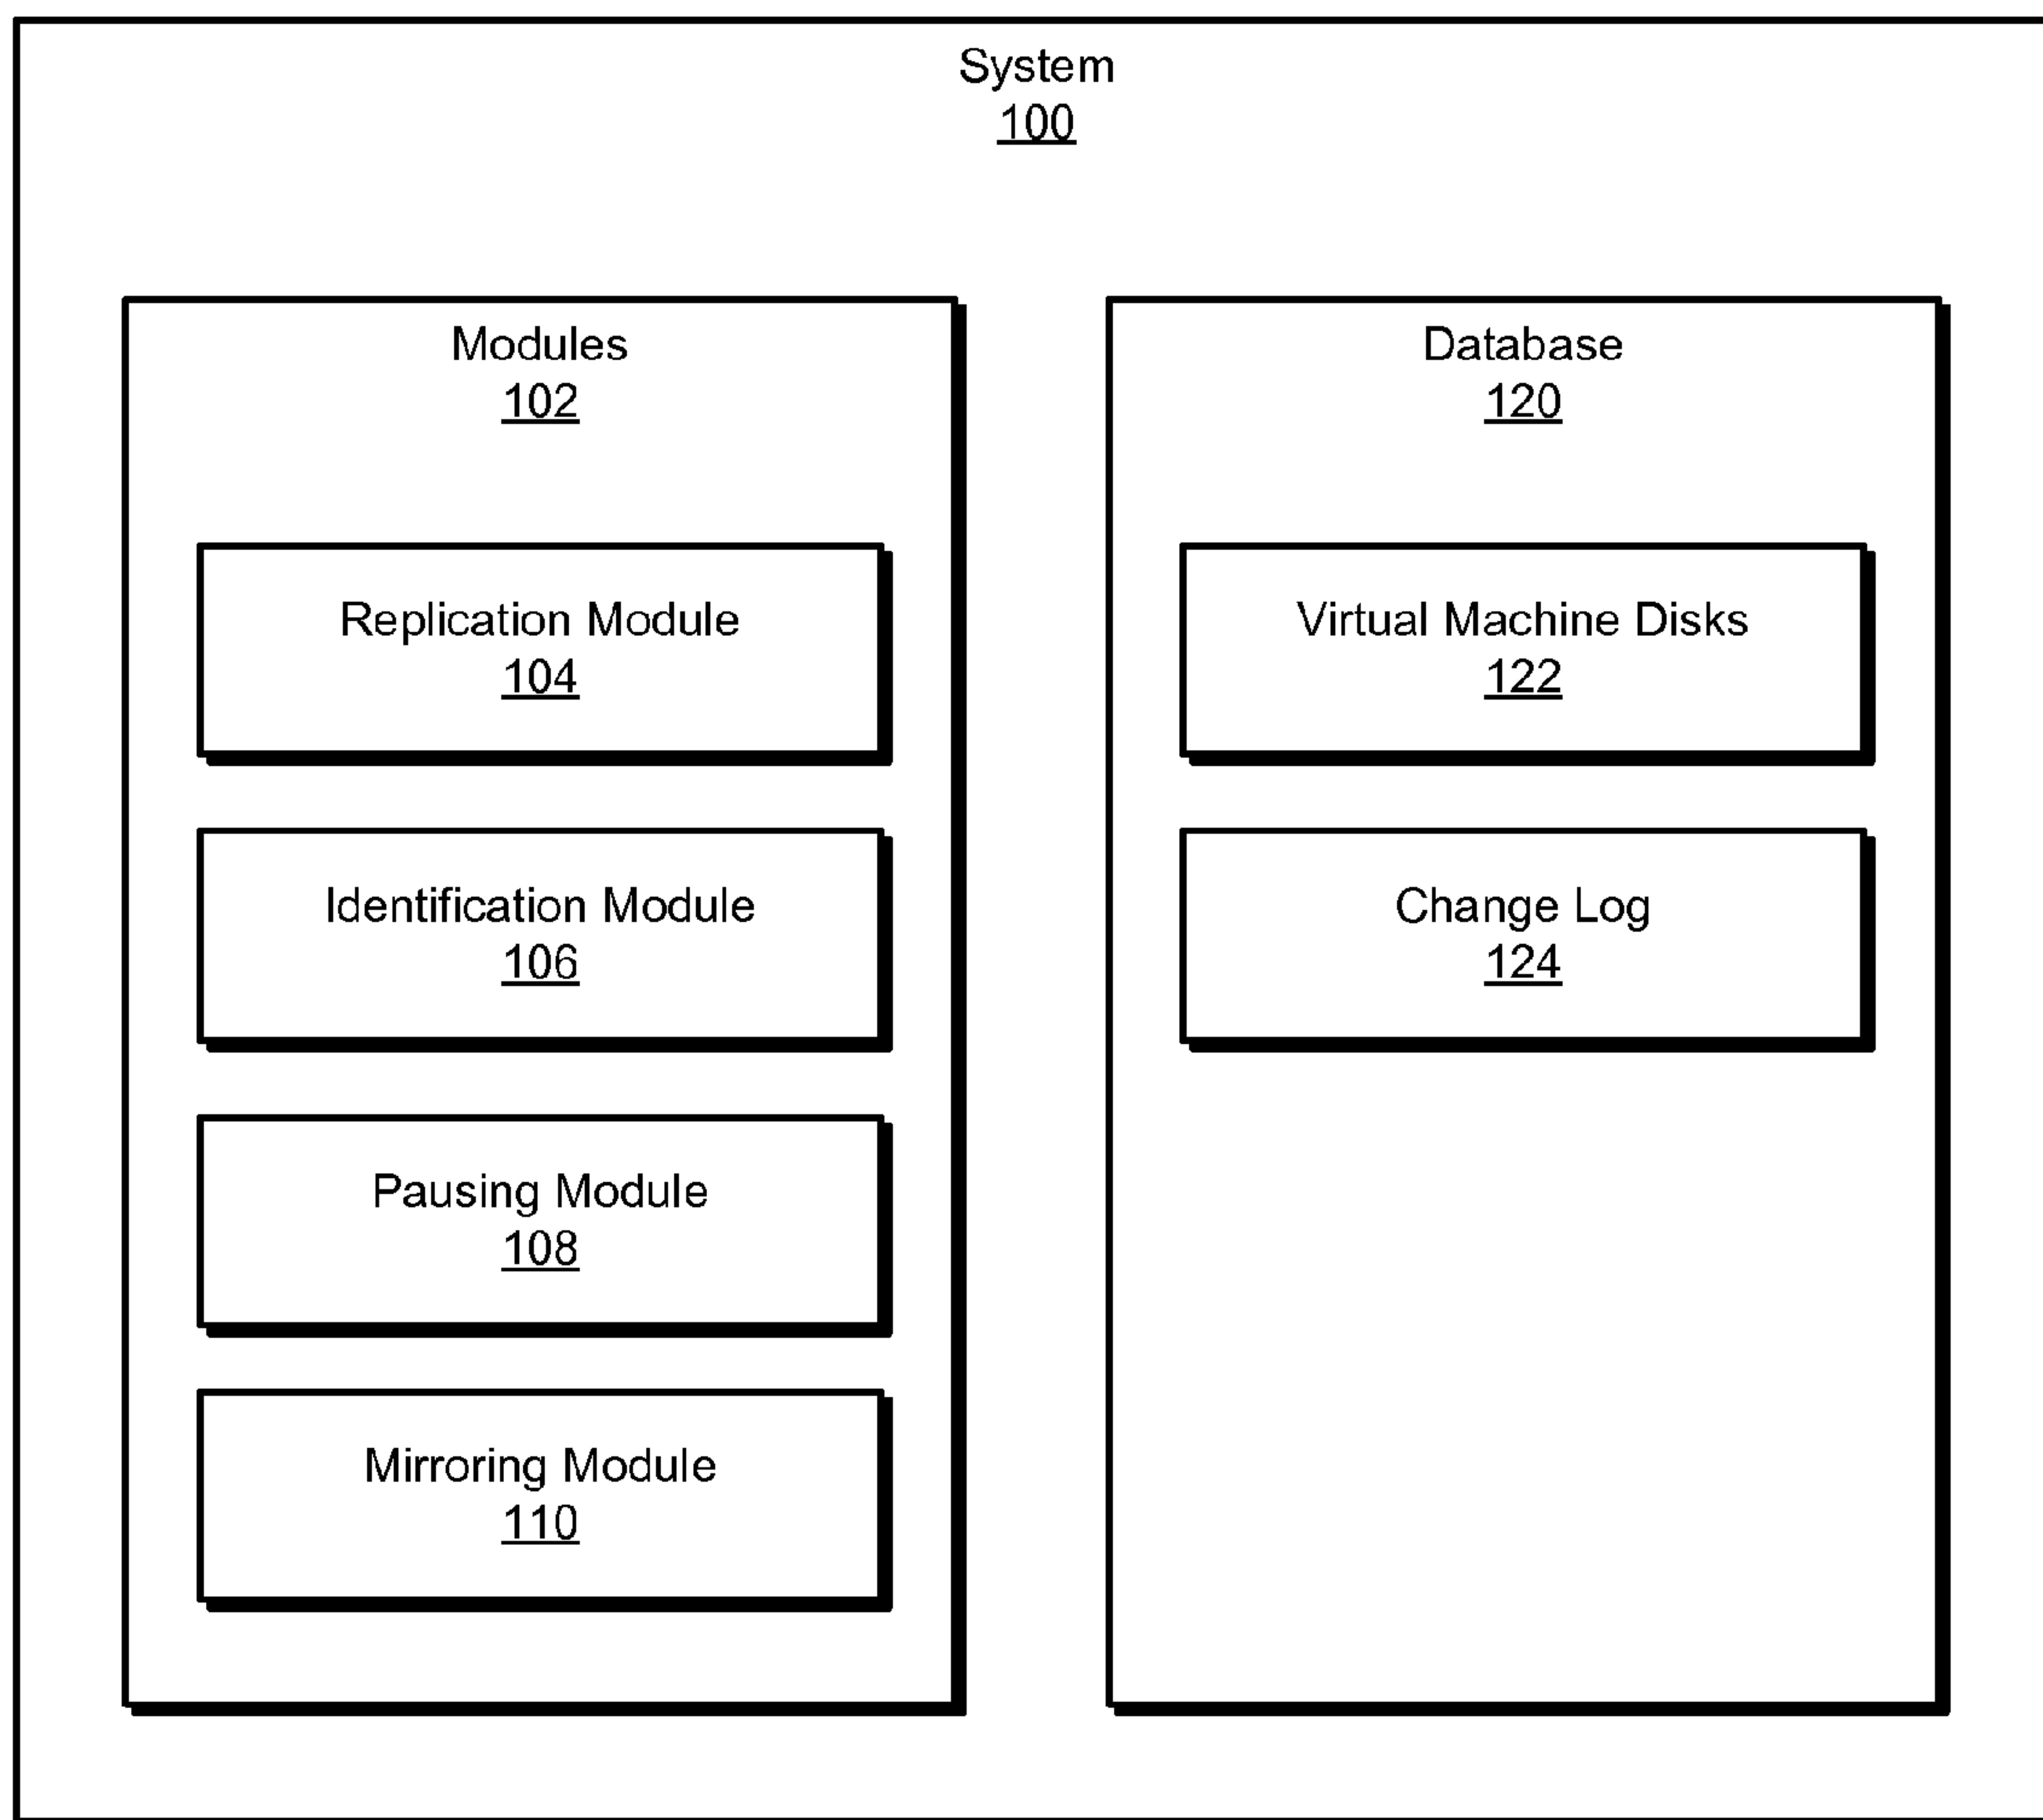 System
100
Modules
102
Replication Module
104
Identification Module
106
Pausing Module
108
Mirroring Module
110
Database
120
Virtual Machine Disks
122
Change Log
124